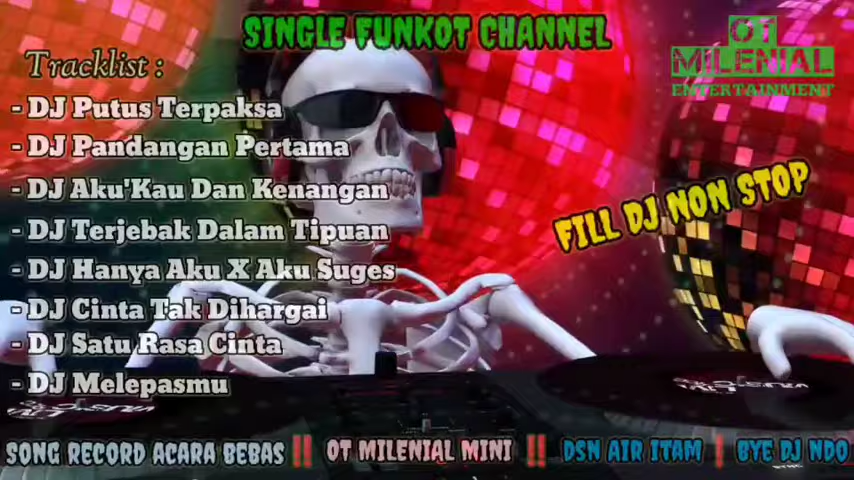 SINGLE FUNKOT CHANNEL
OT
MILENIAL
ENTERTAINMENT
Tracklist :
- DJ Putus Terpaksa
- DJ Pandangan Pertama
- DJ Aku'Kau Dan Kenangan
- DJ Terjebak Dalam Tipuan
- DJ Hanya Aku X Aku Suges
- DJ Cinta Tak Dihargai
- DJ Satu Rasa Cinta
- DJ Melepasmu
FILL DJ NON STOP
SONG RECORD ACARA BEBAS !! OT MILENIAL MINI !! DSN AIR ITAM ! BYE DJ NDO